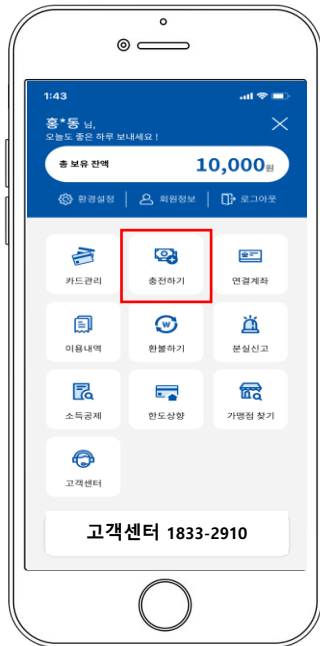 1:43
홍*동 님,
오늘도 좋은 하루 보내세요 !
총 보유 잔액 10,000원
환경설정 회원정보 로그아웃
카드관리 충전하기 연결계좌
이용내역 환불하기 분실신고
소득공제 한도상향 가맹점 찾기
고객센터
고객센터 1833-2910